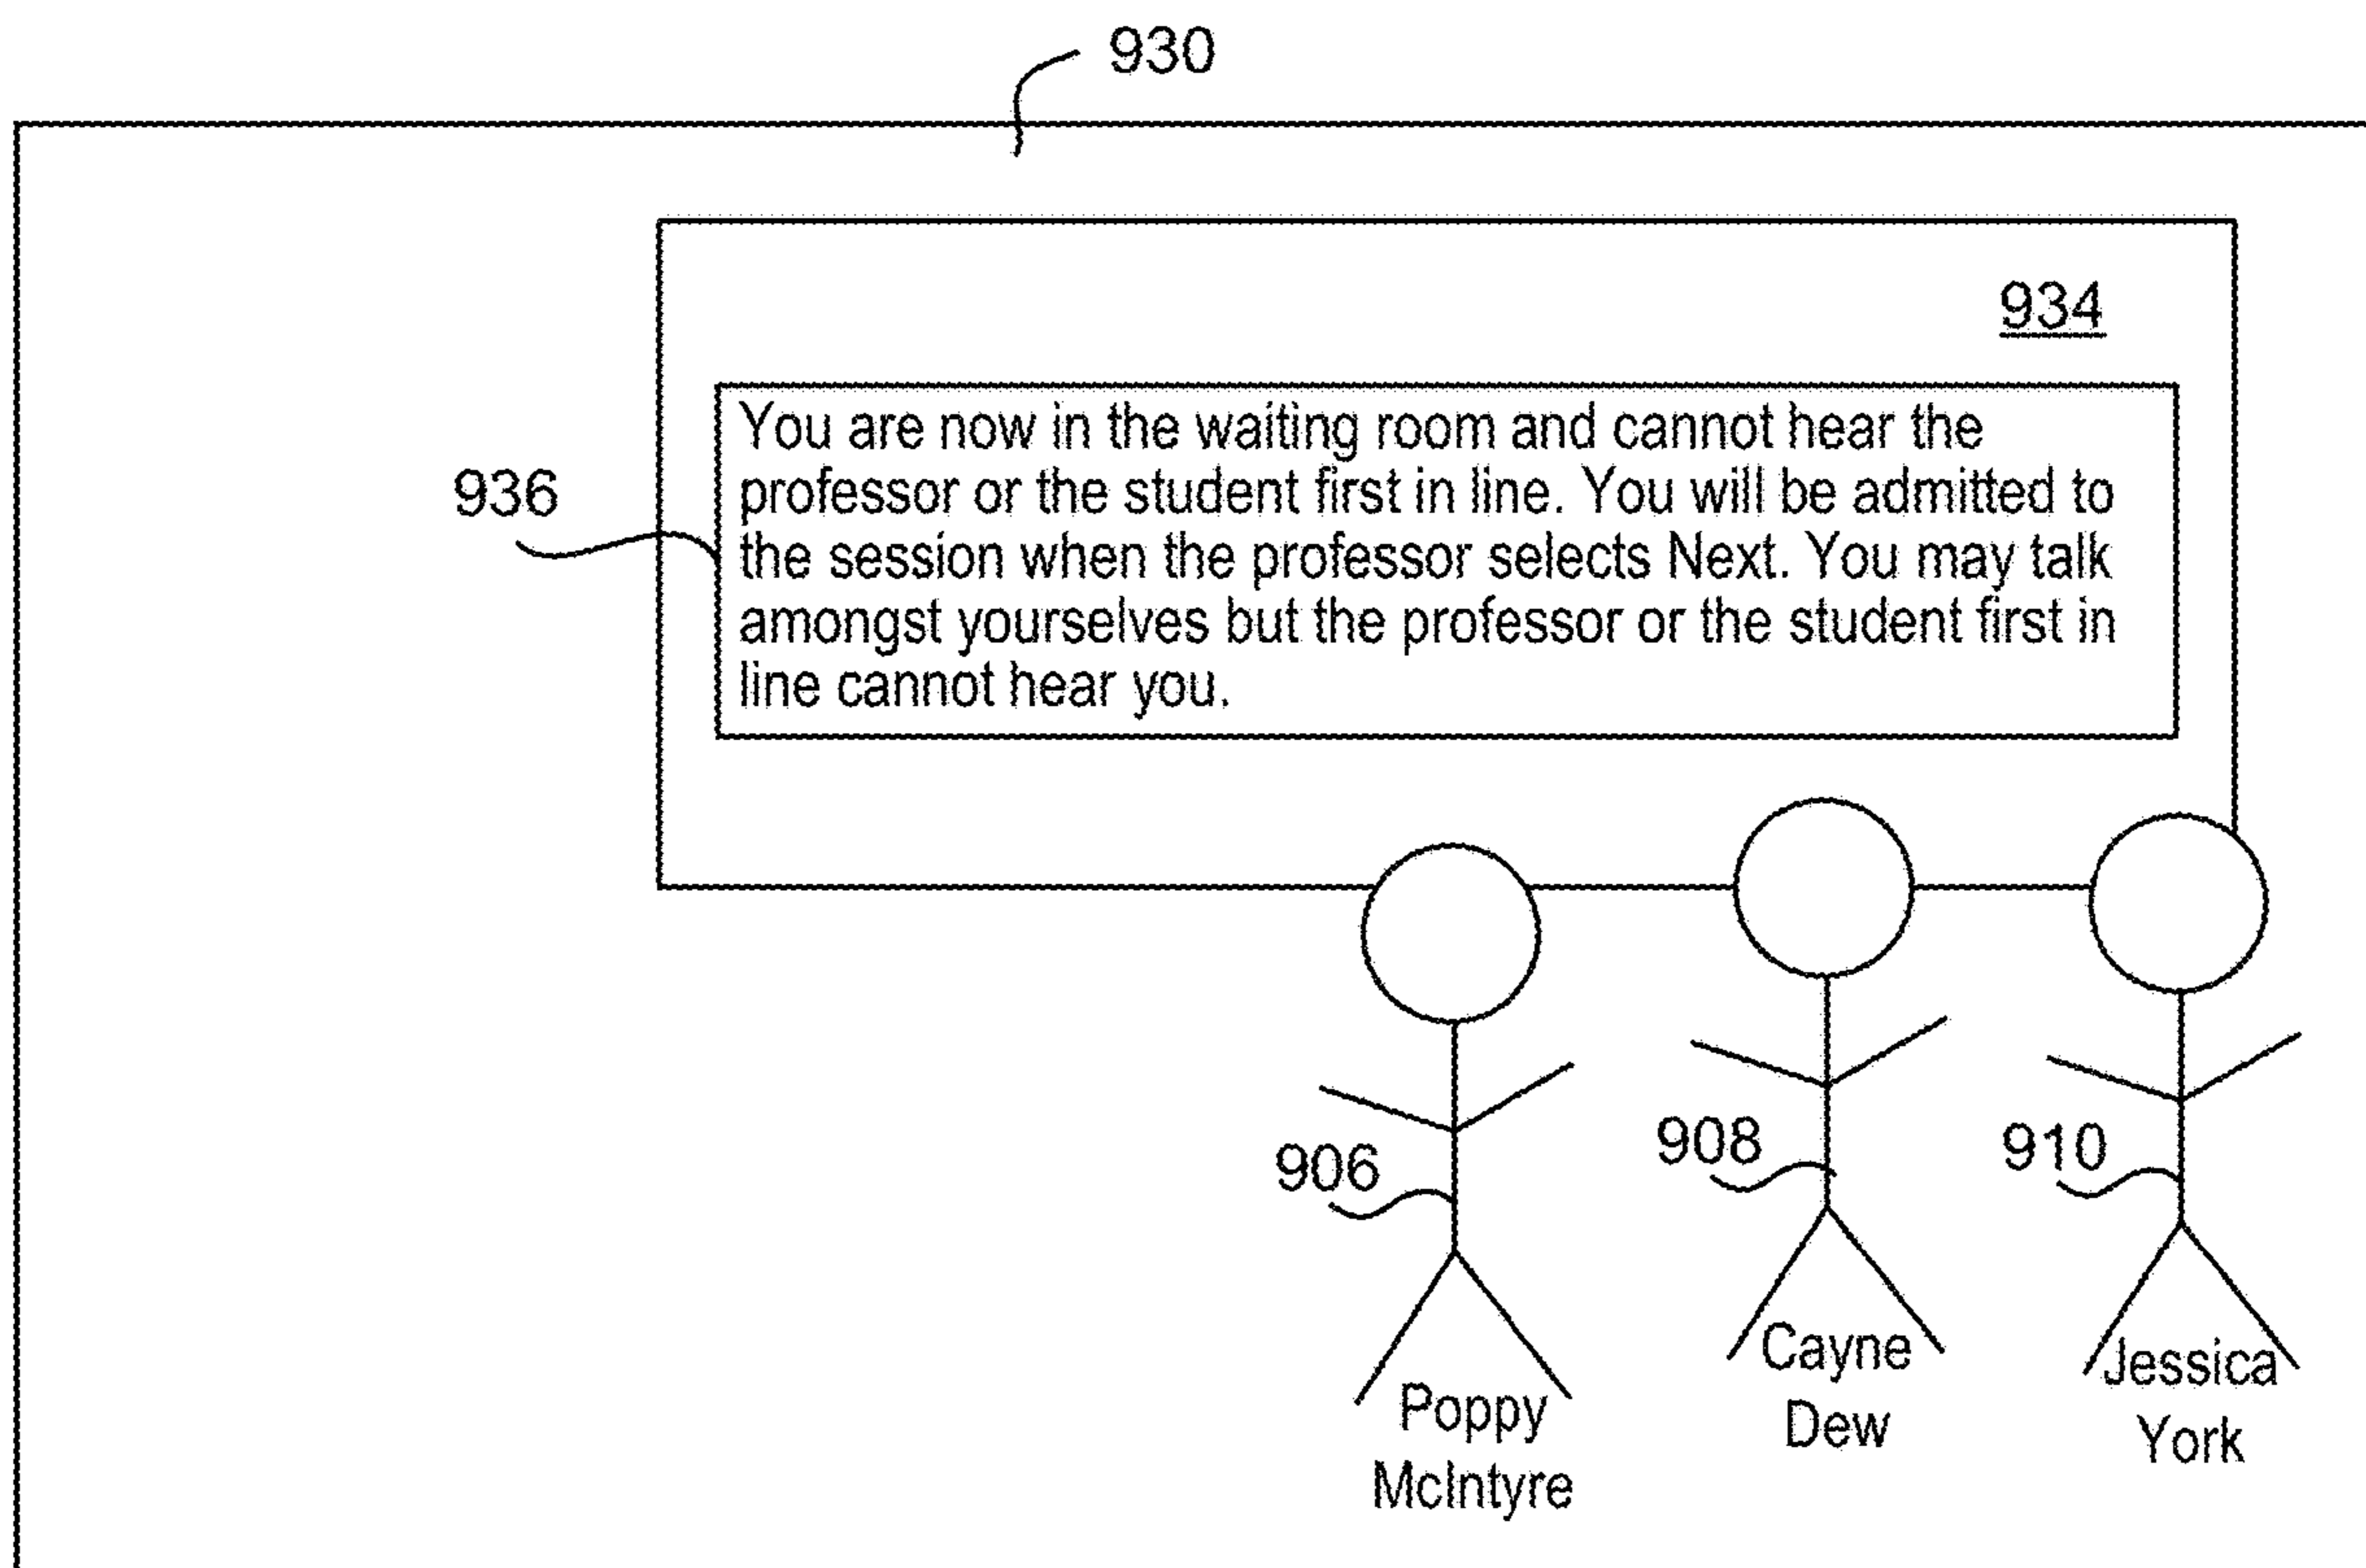 930
934
You are now in the waiting room and cannot hear the
professor or the student first in line. You will be admitted to
936
the session when the professor selects Next. You may talk
amongst yourselves but the professor or the student first in
line cannot hear you.
906
908
910
Poppy
McIntyre
Cayne
Dew
Jessica
York